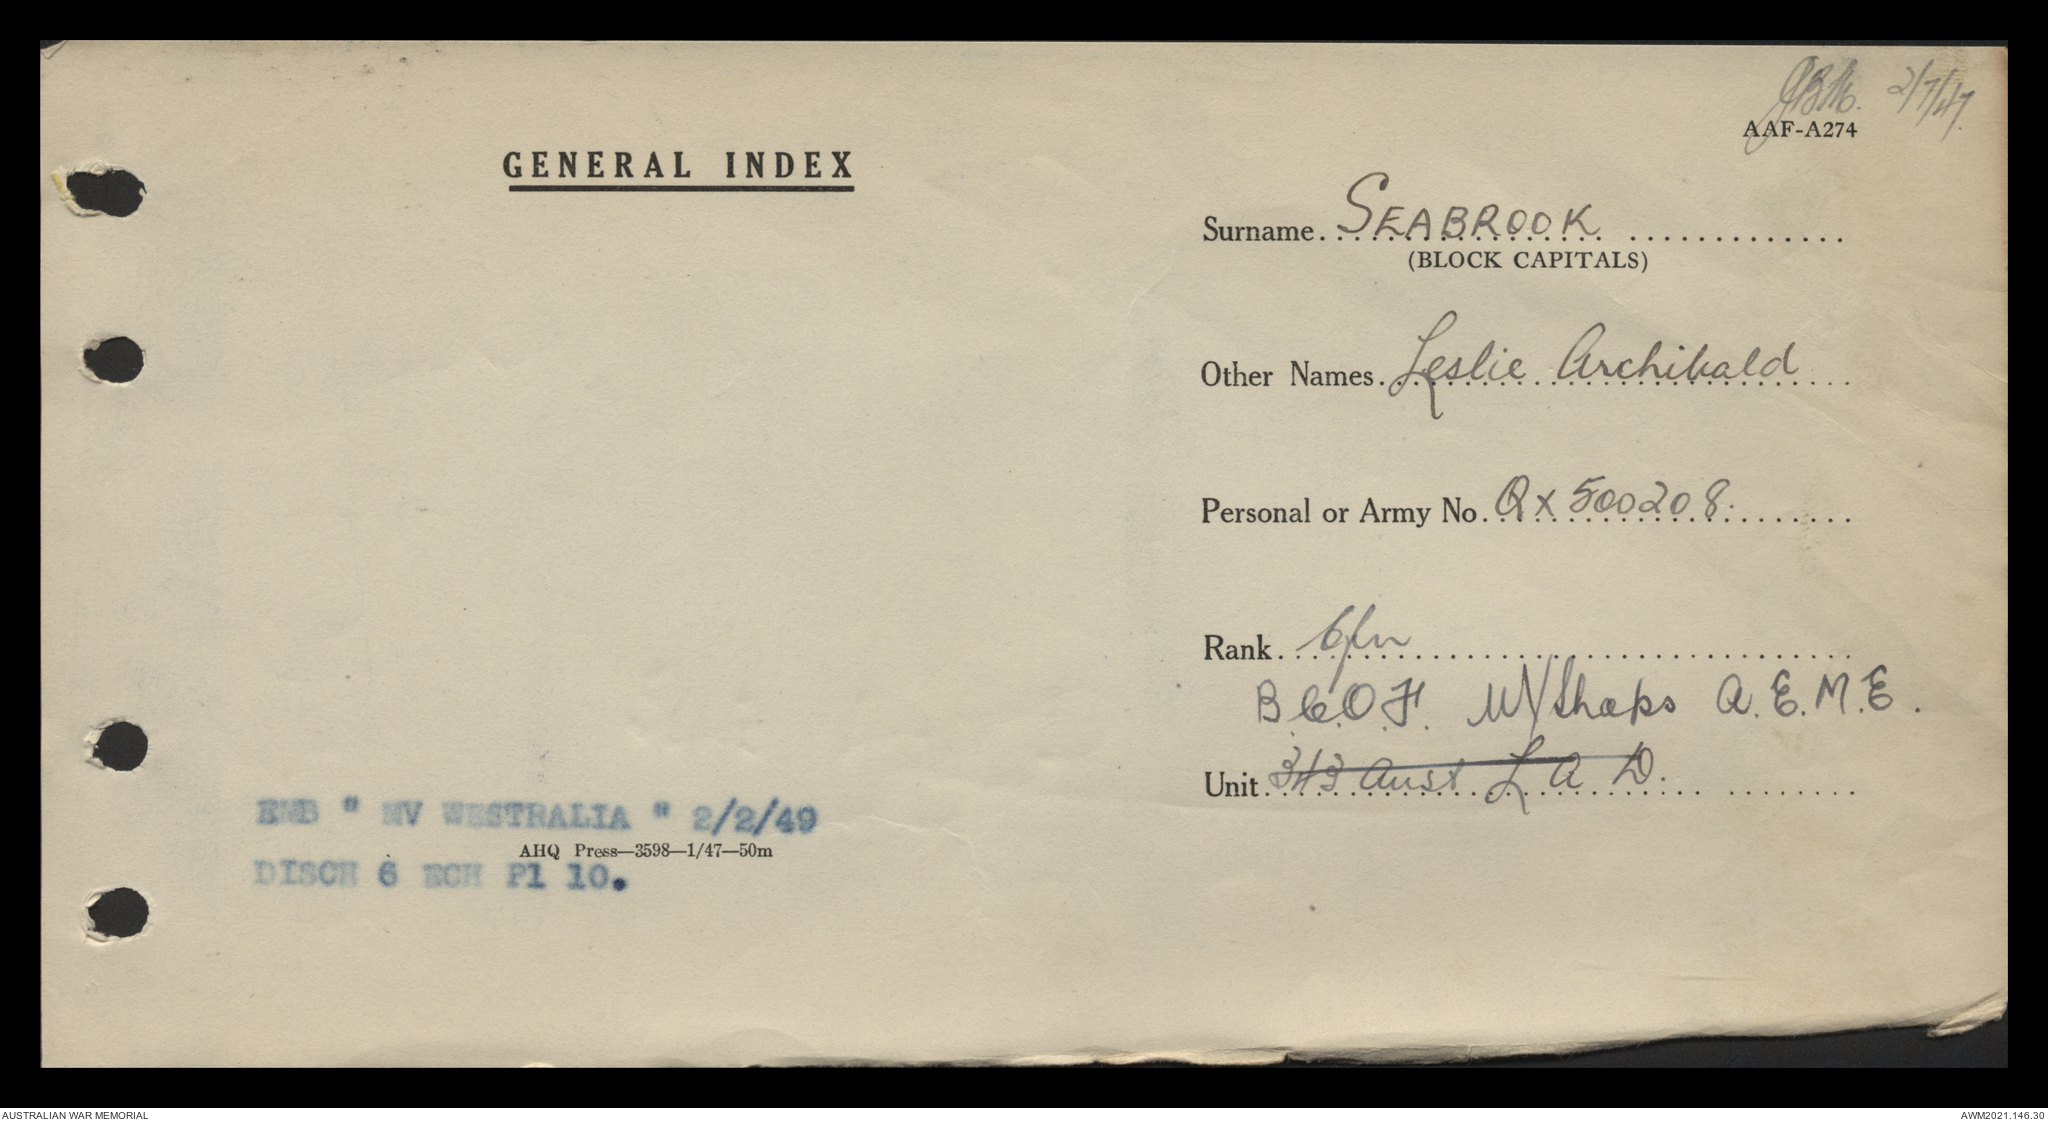 2/7/47.
AAF-A274
GENERAL INDEX
Surname. SEABROOK
(BLOCK CAPITALS)
Other Names. Leslie Archibald
Personal or Army No. QX500208.
Rank. Cfn
B.C.O.F. W/Shops A.E.M.E.
Unit. 343 Aust L A D.
EMB " MV WESTRALIA " 2/2/49
AHQ Press—3598—1/47—50m
DISCH 6 ECH Pl 10.
AUSTRALIAN WAR MEMORIAL
AWM2021.146.30